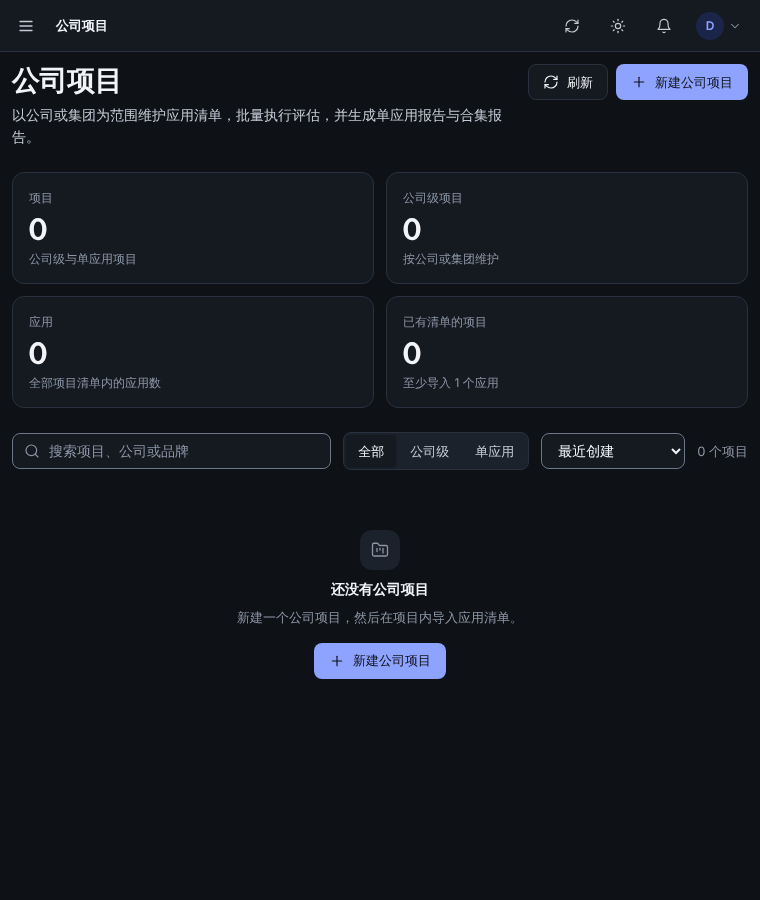 公司项目
D
公司项目
刷新
新建公司项目
以公司或集团为范围维护应用清单，批量执行评估，并生成单应用报告与合集报
告。
项目
0
公司级与单应用项目
公司级项目
0
按公司或集团维护
应用
0
全部项目清单内的应用数
已有清单的项目
0
至少导入 1 个应用
搜索项目、公司或品牌
全部
公司级
单应用
最近创建
0 个项目
还没有公司项目
新建一个公司项目，然后在项目内导入应用清单。
新建公司项目